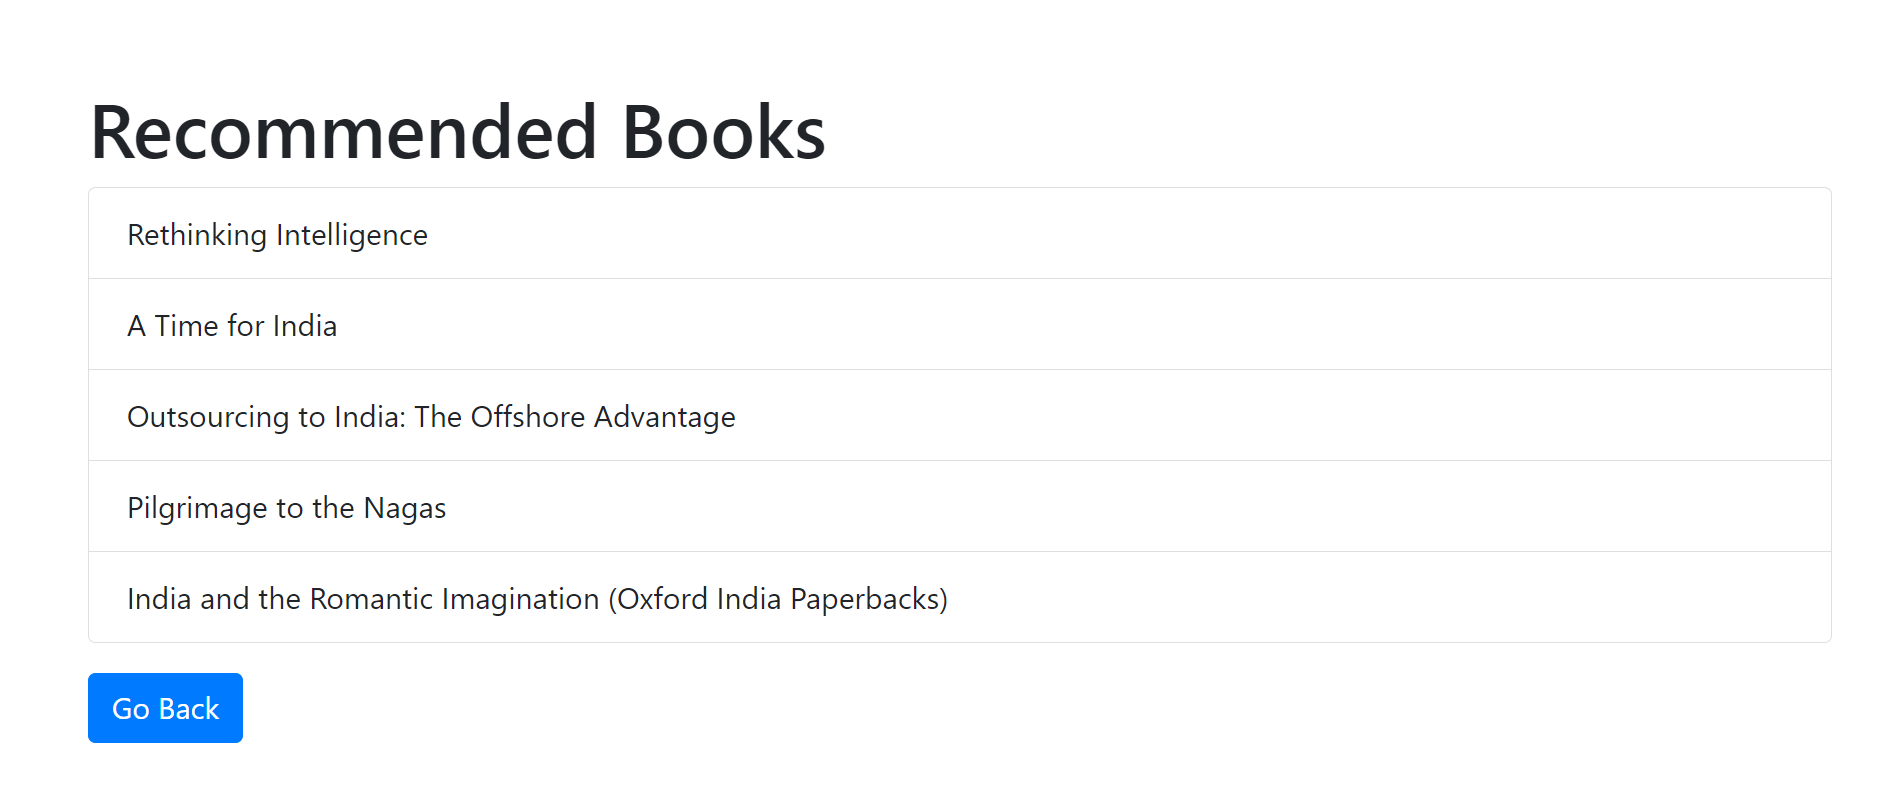 Recommended Books
Rethinking Intelligence
A Time for India
Outsourcing to India: The Offshore Advantage
Pilgrimage to the Nagas
India and the Romantic Imagination (Oxford India Paperbacks)
Go Back